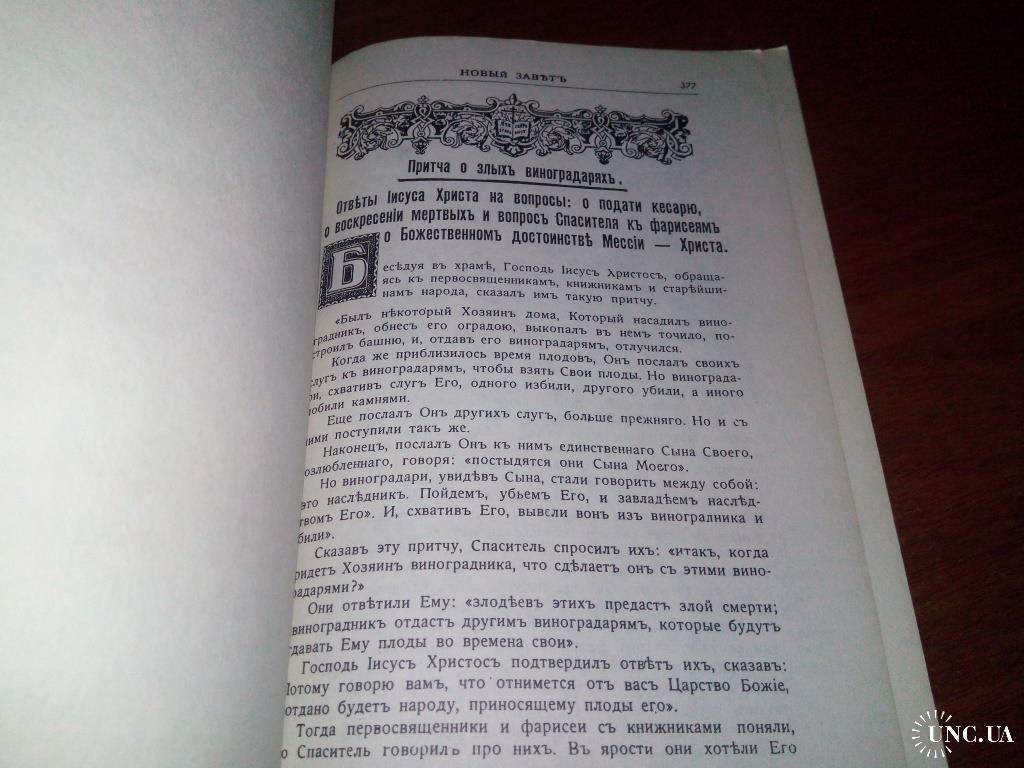 НОВЫЙ ЗАВѢТЪ
377
Притча о злыхъ виноградаряхъ.
Отвѣты Іисуса Христа на вопросы: о подати кесарю,
о воскресеніи мертвыхъ и вопросъ Спасителя къ фарисеямъ
о Божественномъ достоинствѣ Мессіи — Христа.
Бесѣдуя въ храмѣ, Господь Іисусъ Христосъ, обраща-
ясь къ первосвященникамъ, книжникамъ и старѣйши-
намъ народа, сказалъ имъ такую притчу.
«Былъ нѣкоторый Хозяинъ дома, Который насадилъ вино-
градникъ, обнесъ его оградою, выкопалъ въ немъ точило, по-
строилъ башню, и, отдавъ его виноградарямъ, отлучился.
Когда же приблизилось время плодовъ, Онъ послалъ своихъ
слугъ къ виноградарямъ, чтобы взять Свои плоды. Но винограда-
ри, схвативъ слугъ Его, одного избили, другого убили, а иного
побили камнями.
Еще послалъ Онъ другихъ слугъ, больше прежняго. Но и съ
ними поступили такъ же.
Наконецъ, послалъ Онъ къ нимъ единственнаго Сына Своего,
озлюбленнаго, говоря: «постыдятся они Сына Моего».
Но виноградари, увидѣвъ Сына, стали говорить между собой:
это наслѣдникъ. Пойдемъ, убьемъ Его, и завладѣемъ наслѣд-
ствомъ Его». И, схвативъ Его, вывели вонъ изъ виноградника и
убили».
Сказавъ эту притчу, Спаситель спросилъ ихъ: «итакъ, когда
ридетъ Хозяинъ виноградника, что сдѣлаетъ онъ съ этими вино-
радарями?»
Они отвѣтили Ему: «злодѣевъ этихъ предастъ злой смерти;
виноградникъ отдастъ другимъ виноградарямъ, которые будутъ
тдавать Ему плоды во времена свои».
Господь Іисусъ Христосъ подтвердилъ отвѣтъ ихъ, сказавъ:
Потому говорю вамъ, что отнимется отъ васъ Царство Божіе,
отдано будетъ народу, приносящему плоды его».
Тогда первосвященники и фарисеи съ книжниками поняли,
о Спаситель говорилъ про нихъ. Въ ярости они хотѣли Его
UNC.UA